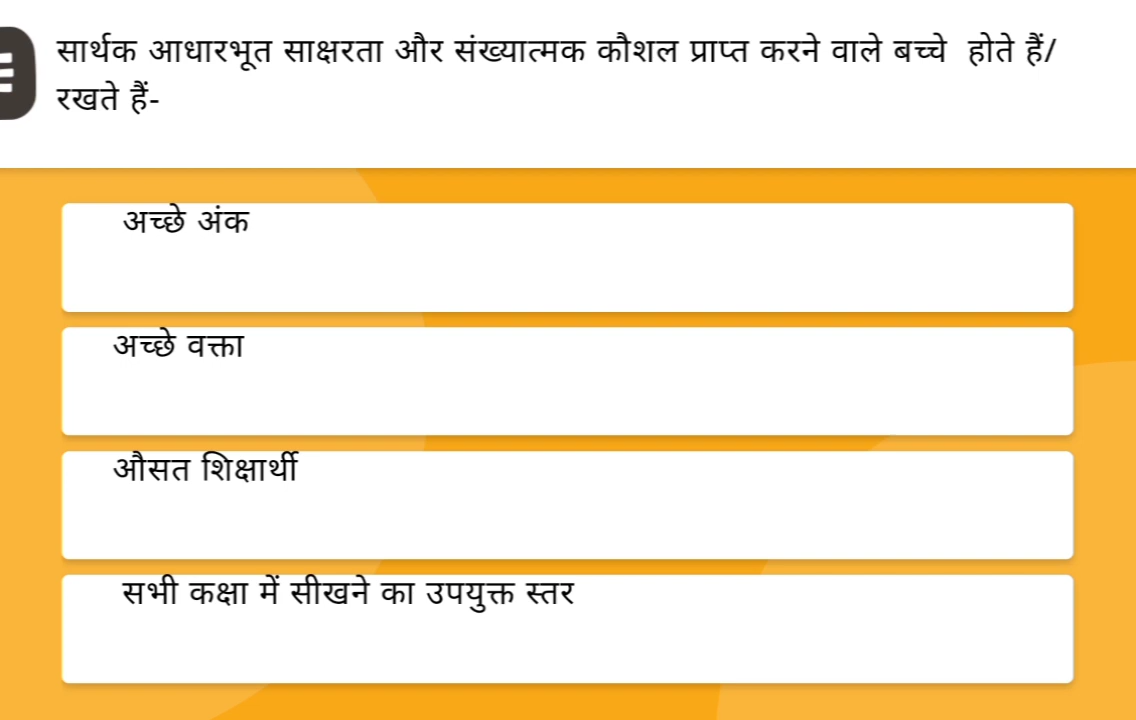 सार्थक आधारभूत साक्षरता और संख्यात्मक कौशल प्राप्त करने वाले बच्चे होते हैं/
रखते हैं-
अच्छे अंक
अच्छे वक्ता
औसत शिक्षार्थी
सभी कक्षा में सीखने का उपयुक्त स्तर